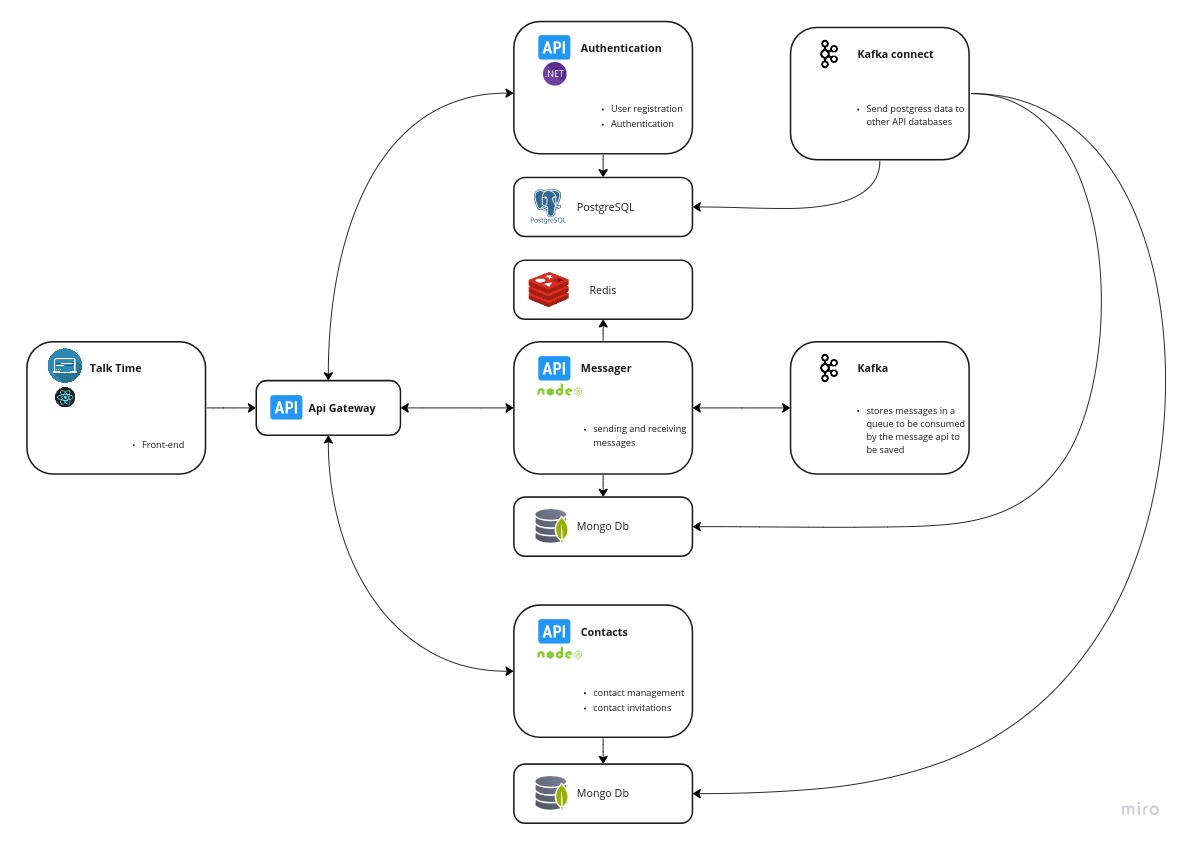 API Authentication
.NET
• User registration
• Authentication
PostgreSQL
PostgreSQL
Kafka connect
• Send postgress data to
other API databases
Redis
Talk Time
• Front-end
API Api Gateway
API Messager
node
• sending and receiving
messages
Kafka
• stores messages in a
queue to be consumed
by the message api to
be saved
Mongo Db
API Contacts
node
• contact management
• contact invitations
Mongo Db
miro